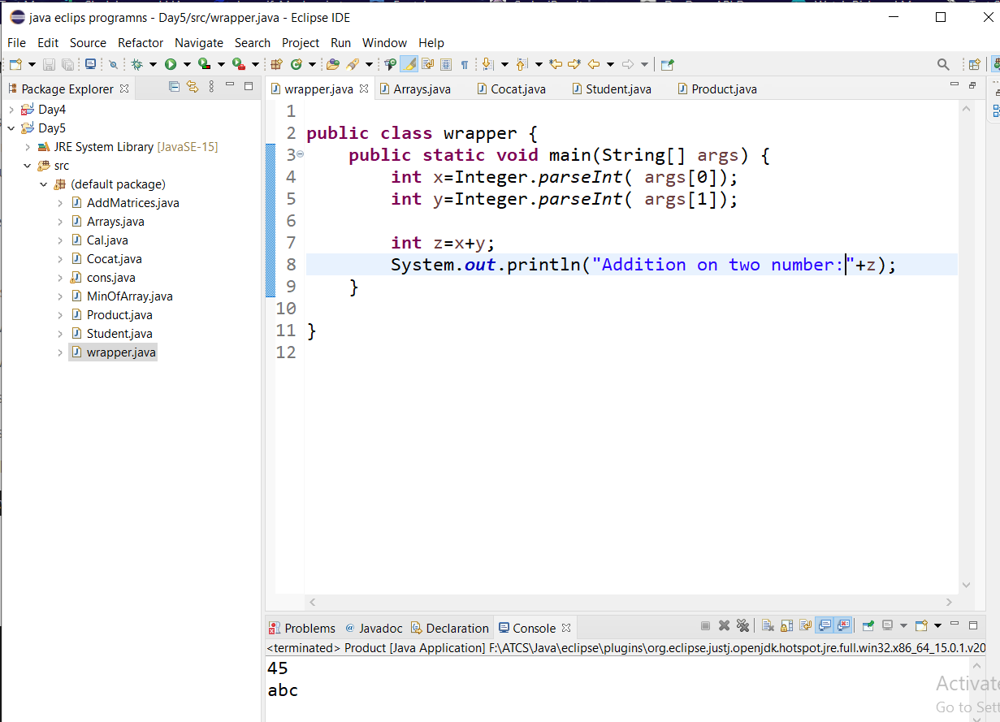 java eclips programns - Day5/src/wrapper.java - Eclipse IDE
File Edit Source Refactor Navigate Search Project Run Window Help
Package Explorer
wrapper.java Arrays.java Cocat.java Student.java Product.java
Day4
Day5
JRE System Library [JavaSE-15]
src
(default package)
AddMatrices.java
Arrays.java
Cal.java
Cocat.java
cons.java
MinOfArray.java
Product.java
Student.java
wrapper.java
1
2 public class wrapper {
3 public static void main(String[] args) {
4 int x=Integer.parseInt( args[0]);
5 int y=Integer.parseInt( args[1]);
6
7 int z=x+y;
8 System.out.println("Addition on two number:"+z);
9 }
10
11 }
12
Problems @ Javadoc Declaration Console
<terminated> Product [Java Application] F:\ATCS\Java\eclipse\plugins\org.eclipse.justj.openjdk.hotspot.jre.full.win32.x86_64_15.0.1.v20
45
abc
Activate
Go to Sett